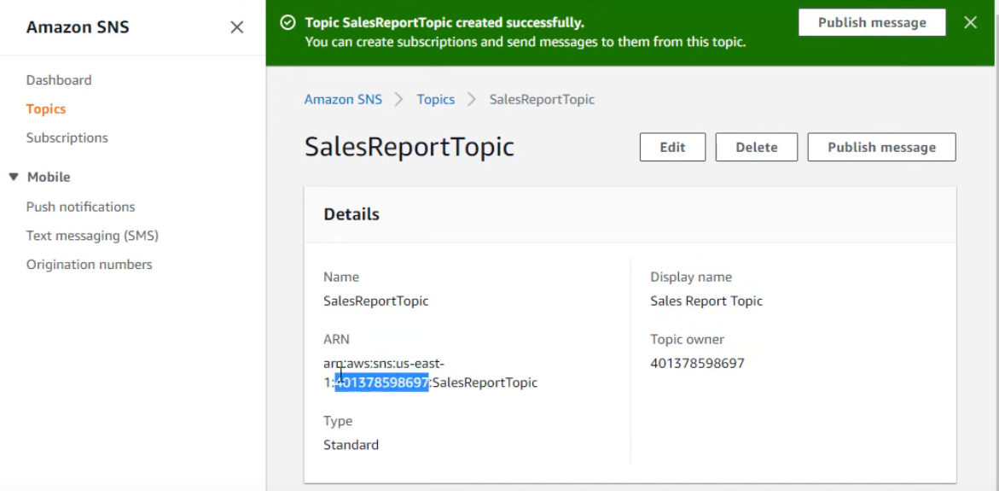 Amazon SNS
Dashboard
Topics
Subscriptions
Mobile
Push notifications
Text messaging (SMS)
Origination numbers
Topic SalesReportTopic created successfully.
You can create subscriptions and send messages to them from this topic.
Publish message
Amazon SNS
Topics
SalesReportTopic
SalesReportTopic
Edit
Delete
Publish message
Details
Name
SalesReportTopic
ARN
arn:aws:sns:us-east-
1:401378598697:SalesReportTopic
Type
Standard
Display name
Sales Report Topic
Topic owner
401378598697